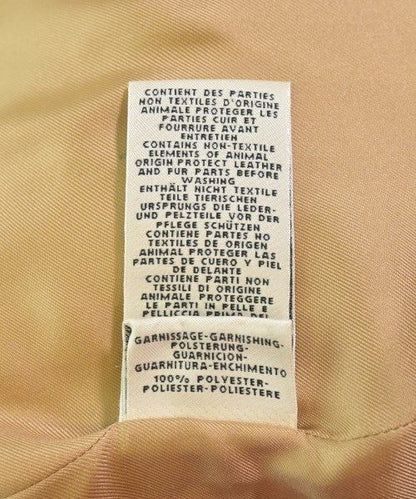 CONTIENT DES PARTIES
NON TEXTILES D'ORIGINE
ANIMALE PROTEGER LES
PARTIES CUIR ET
FOURRURE AVANT
ENTRETIEN
CONTAINS NON-TEXTILE
ELEMENTS OF ANIMAL
ORIGIN PROTECT LEATHER
AND FUR PARTS BEFORE
WASHING
ENTHÄLT NICHT TEXTILE
TEILE TIERISCHEN
URSPRUNGS DIE LEDER-
UND PELZTEILE VOR DER
PFLEGE SCHÜTZEN
CONTIENE PARTES NO
TEXTILES DE ORIGEN
ANIMAL PROTEGER LAS
PARTES DE CUERO Y PIEL
DE DELANTE
CONTIENE PARTI NON
TESSILI DI ORIGINE
ANIMALE PROTEGGERE
LE PARTI IN PELLE E
PELLICCIA PRIMA DEL
GARNISSAGE-GARNISHING-
POLSTERUNG-
GUARNICION-
GUARNITURA-ENCHIMENTO
100% POLYESTER-
POLIESTER-POLIESTERE